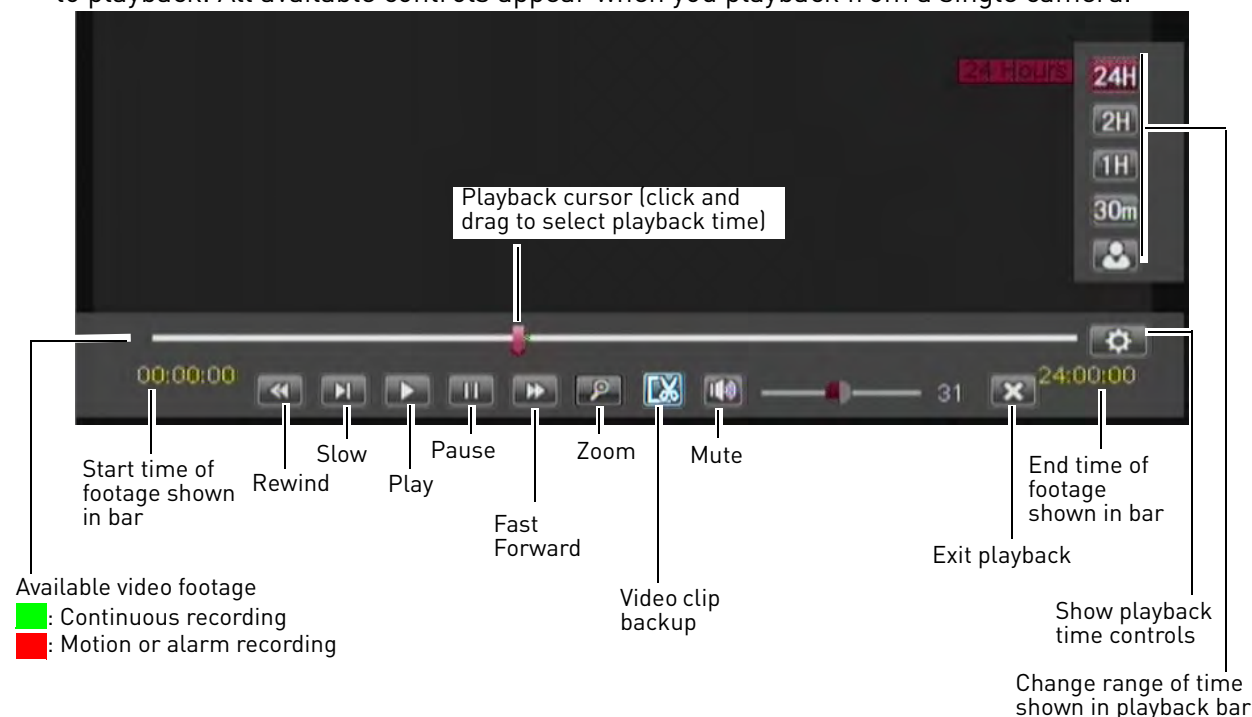 to playback. All available controls appear when you playback from a single camera.
24 Hours
24H
2H
1H
30m
Playback cursor (click and
drag to select playback time)
00:00:00
24:00:00
31
Start time of
footage shown
in bar
Rewind
Slow
Play
Pause
Fast
Forward
Zoom
Video clip
backup
Mute
Exit playback
End time of
footage
shown in bar
Show playback
time controls
Change range of time
shown in playback bar
Available video footage
: Continuous recording
: Motion or alarm recording